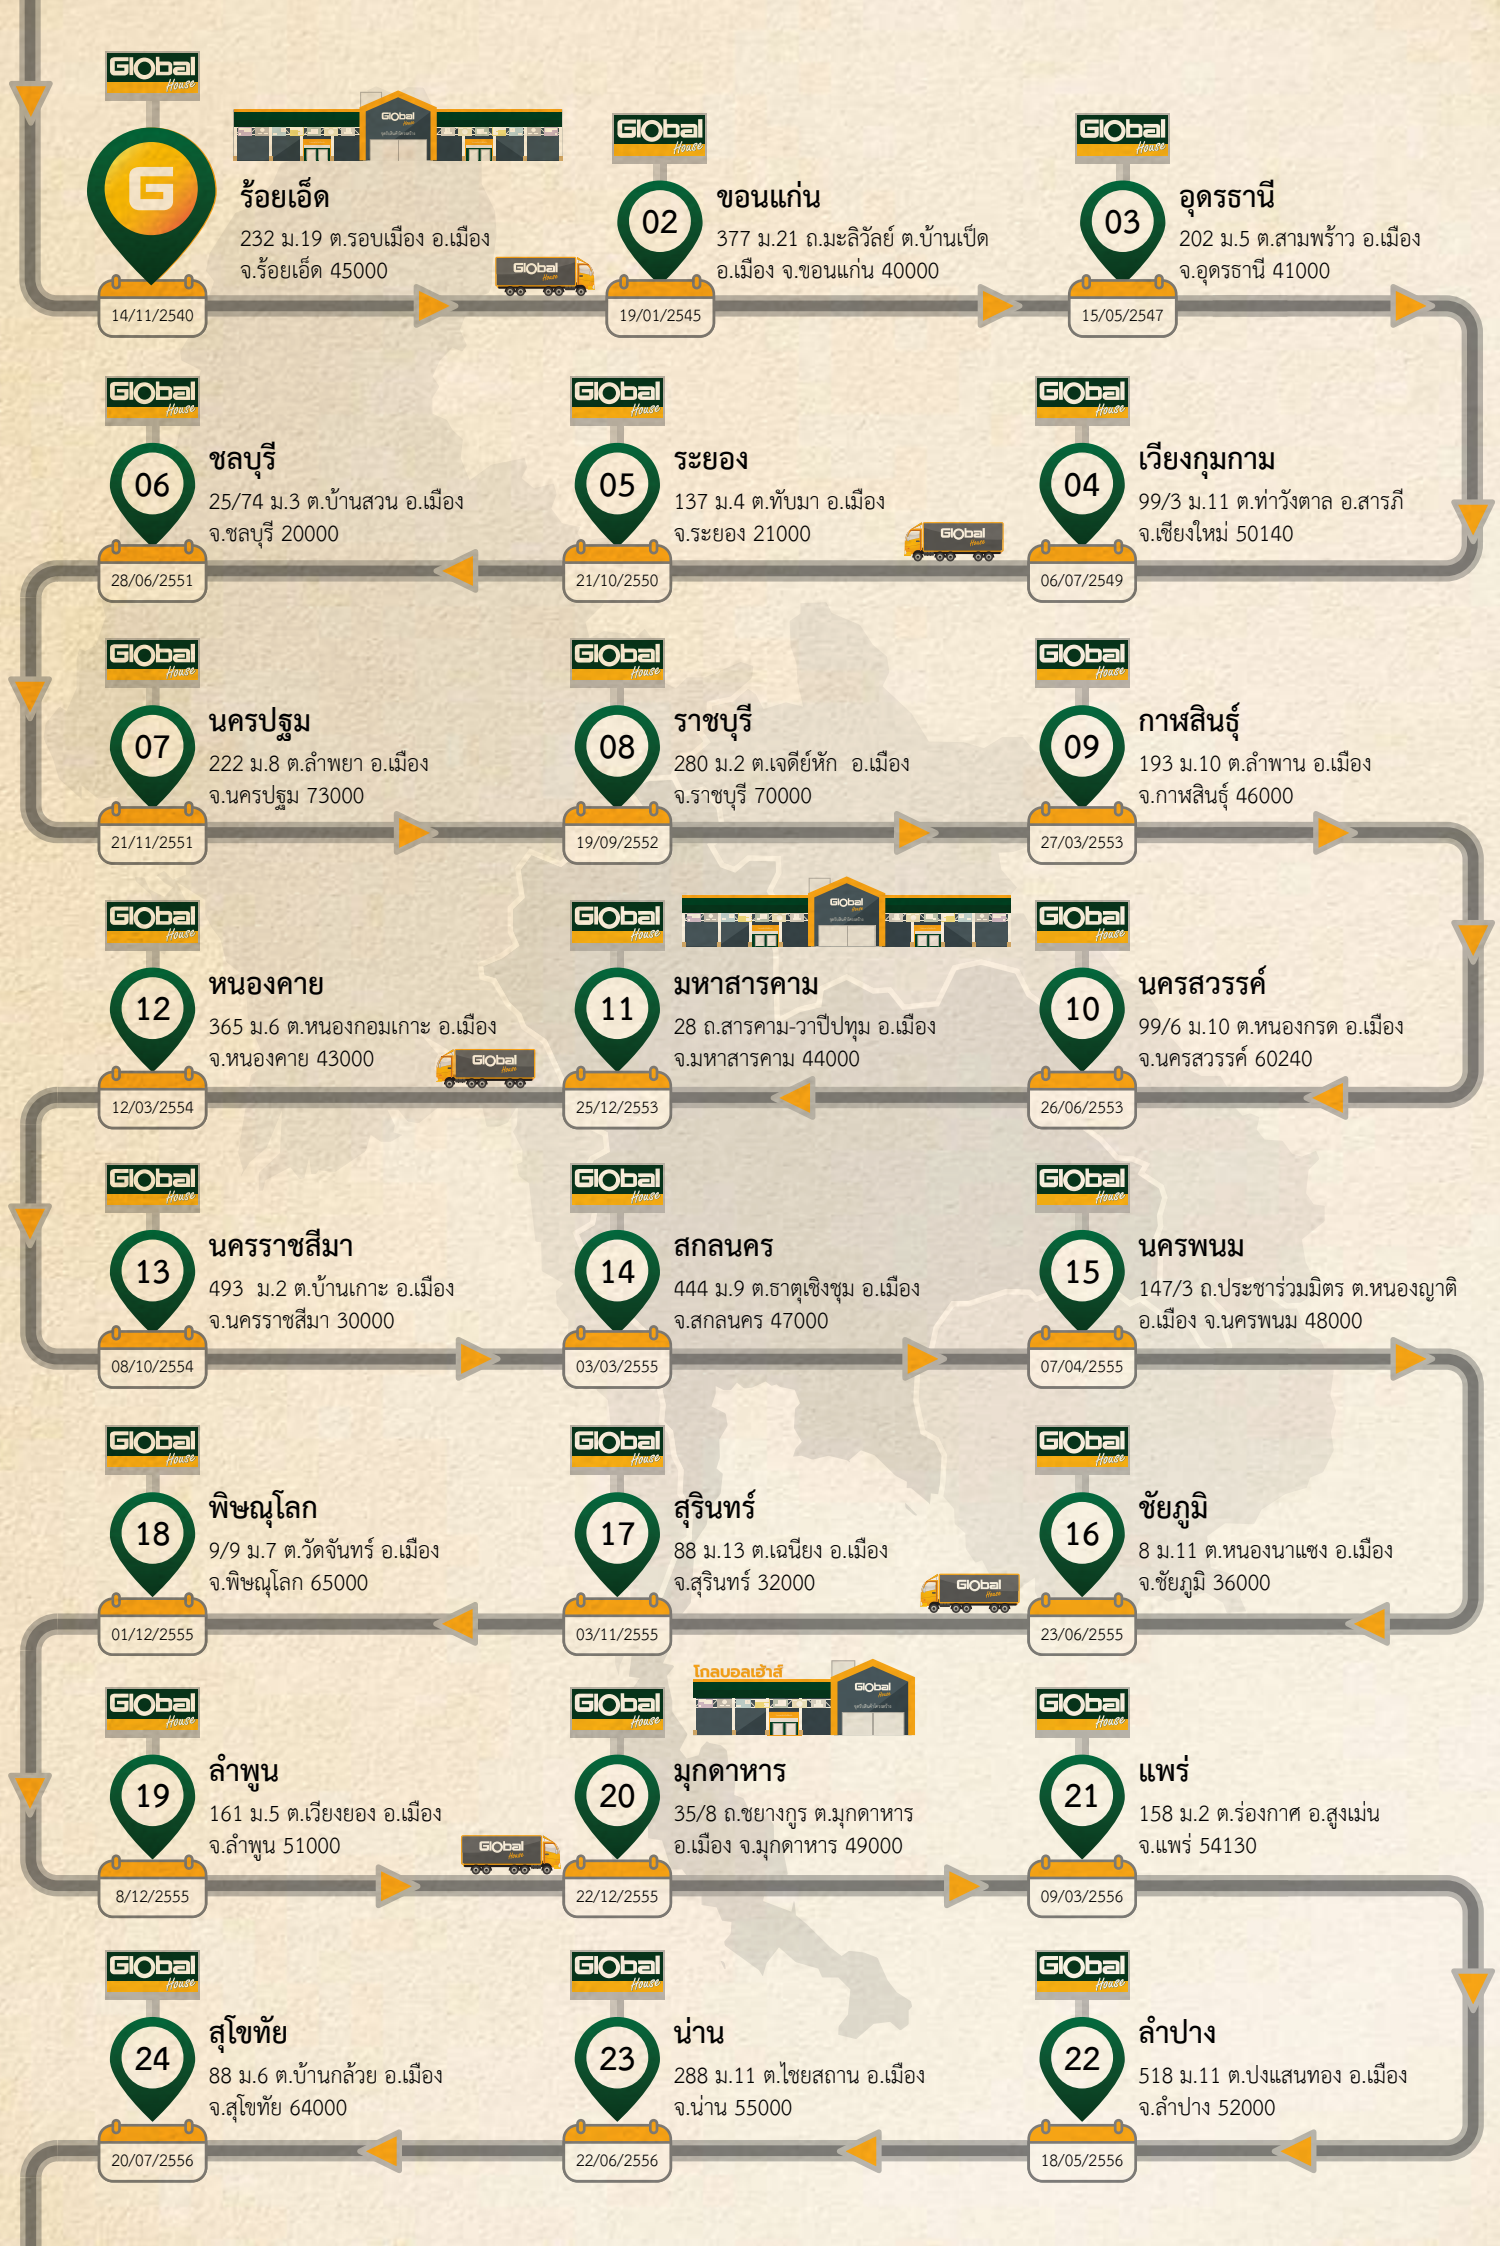 Global House
G
Global House
ร้อยเอ็ด
232 ม.19 ต.รอบเมือง อ.เมือง
จ.ร้อยเอ็ด 45000
Global House
14/11/2540
Global House
02
ขอนแก่น
377 ม.21 ถ.มะลิวัลย์ ต.บ้านเป็ด
อ.เมือง จ.ขอนแก่น 40000
19/01/2545
Global House
03
อุดรธานี
202 ม.5 ต.สามพร้าว อ.เมือง
จ.อุดรธานี 41000
15/05/2547
Global House
06
ชลบุรี
25/74 ม.3 ต.บ้านสวน อ.เมือง
จ.ชลบุรี 20000
28/06/2551
Global House
05
ระยอง
137 ม.4 ต.ทับมา อ.เมือง
จ.ระยอง 21000
21/10/2550
Global House
Global House
04
เวียงกุมกาม
99/3 ม.11 ต.ท่าวังตาล อ.สารภี
จ.เชียงใหม่ 50140
06/07/2549
Global House
07
นครปฐม
222 ม.8 ต.ลำพยา อ.เมือง
จ.นครปฐม 73000
21/11/2551
Global House
08
ราชบุรี
280 ม.2 ต.เจดีย์หัก อ.เมือง
จ.ราชบุรี 70000
19/09/2552
Global House
09
กาฬสินธุ์
193 ม.10 ต.ลำพาน อ.เมือง
จ.กาฬสินธุ์ 46000
27/03/2553
Global House
12
หนองคาย
365 ม.6 ต.หนองกอมเกาะ อ.เมือง
จ.หนองคาย 43000
Global House
12/03/2554
Global House
Global House
11
มหาสารคาม
28 ถ.สารคาม-วาปีปทุม อ.เมือง
จ.มหาสารคาม 44000
25/12/2553
Global House
10
นครสวรรค์
99/6 ม.10 ต.หนองกรด อ.เมือง
จ.นครสวรรค์ 60240
26/06/2553
Global House
13
นครราชสีมา
493 ม.2 ต.บ้านเกาะ อ.เมือง
จ.นครราชสีมา 30000
08/10/2554
Global House
14
สกลนคร
444 ม.9 ต.ธาตุเชิงชุม อ.เมือง
จ.สกลนคร 47000
03/03/2555
Global House
15
นครพนม
147/3 ถ.ประชาร่วมมิตร ต.หนองญาติ
อ.เมือง จ.นครพนม 48000
07/04/2555
Global House
18
พิษณุโลก
9/9 ม.7 ต.วัดจันทร์ อ.เมือง
จ.พิษณุโลก 65000
01/12/2555
Global House
17
สุรินทร์
88 ม.13 ต.เฉนียง อ.เมือง
จ.สุรินทร์ 32000
03/11/2555
Global House
Global House
16
ชัยภูมิ
8 ม.11 ต.หนองนาแซง อ.เมือง
จ.ชัยภูมิ 36000
23/06/2555
Global House
19
ลำพูน
161 ม.5 ต.เวียงยอง อ.เมือง
จ.ลำพูน 51000
Global House
8/12/2555
Global House
โกลบอลเฮ้าส์
Global House
20
มุกดาหาร
35/8 ถ.ชยางกูร ต.มุกดาหาร
อ.เมือง จ.มุกดาหาร 49000
22/12/2555
Global House
21
แพร่
158 ม.2 ต.ร่องกาศ อ.สูงเม่น
จ.แพร่ 54130
09/03/2556
Global House
24
สุโขทัย
88 ม.6 ต.บ้านกล้วย อ.เมือง
จ.สุโขทัย 64000
20/07/2556
Global House
23
น่าน
288 ม.11 ต.ไชยสถาน อ.เมือง
จ.น่าน 55000
22/06/2556
Global House
22
ลำปาง
518 ม.11 ต.ปงแสนทอง อ.เมือง
จ.ลำปาง 52000
18/05/2556